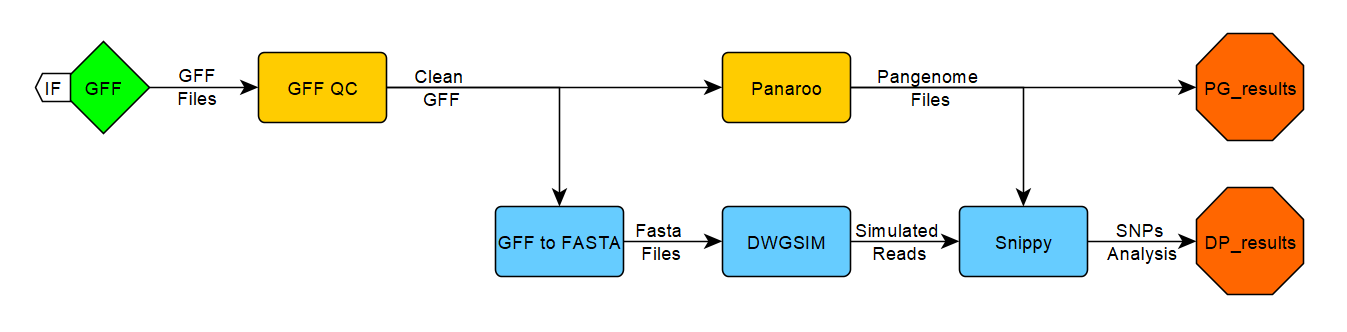 IF
GFF
GFF
Files
GFF QC
Clean
GFF
Panaroo
Pangenome
Files
PG_results
GFF to FASTA
Fasta
Files
DWGSIM
Simulated
Reads
Snippy
SNPs
Analysis
DP_results